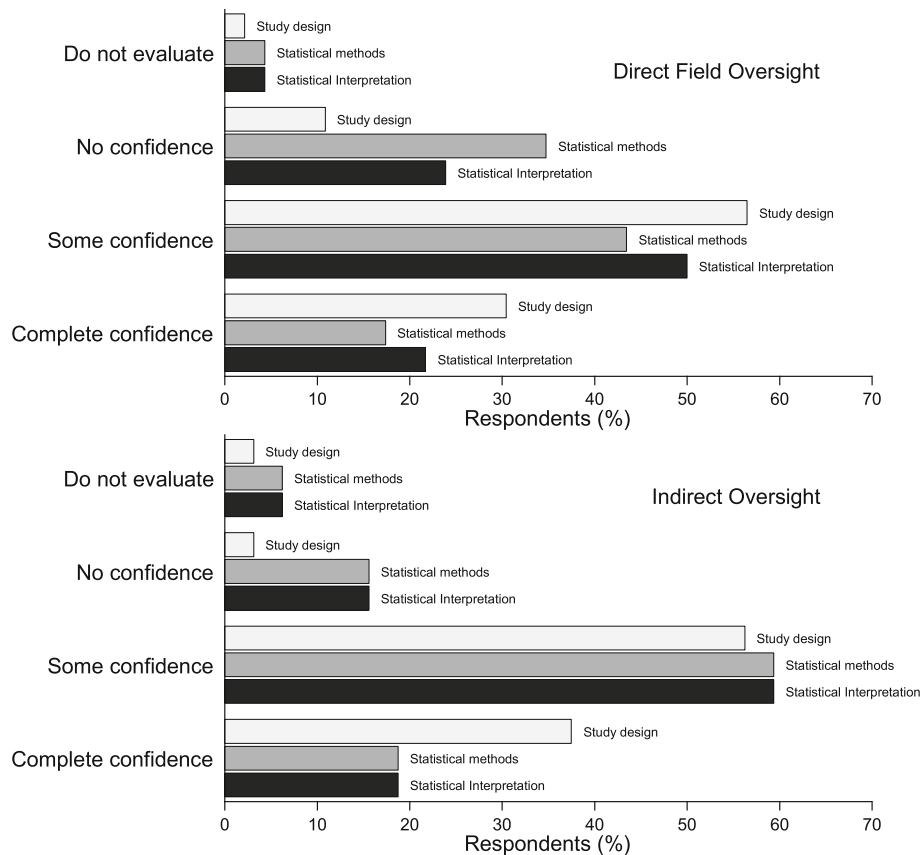 Study design
Do not evaluate
Statistical methods
Statistical Interpretation
Direct Field Oversight
Study design
No confidence
Statistical methods
Statistical Interpretation
Study design
Some confidence
Statistical methods
Statistical Interpretation
Study design
Complete confidence
Statistical methods
Statistical Interpretation
0 10 20 30 40 50 60 70
Respondents (%)
Study design
Do not evaluate
Statistical methods
Statistical Interpretation
Indirect Oversight
Study design
No confidence
Statistical methods
Statistical Interpretation
Study design
Some confidence
Statistical methods
Statistical Interpretation
Study design
Complete confidence
Statistical methods
Statistical Interpretation
0 10 20 30 40 50 60 70
Respondents (%)